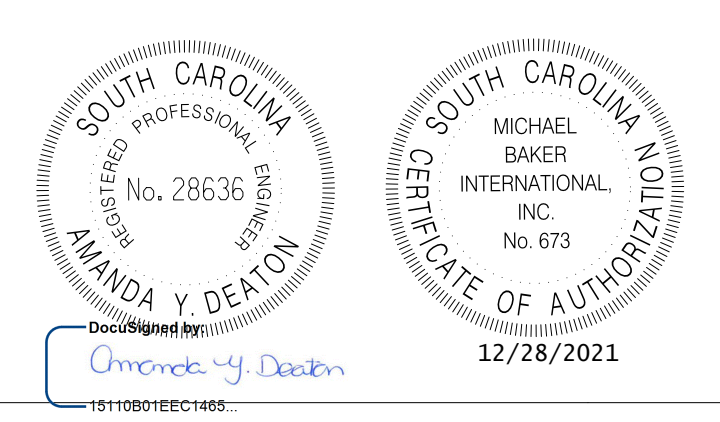 SOUTH CAROLINA
REGISTERED PROFESSIONAL ENGINEER
No. 28636
AMANDA Y. DEATON
DocuSigned by:
Amanda Y. Deaton
15110B01EEC1465...
SOUTH CAROLINA
MICHAEL
BAKER
INTERNATIONAL,
INC.
No. 673
CERTIFICATE OF AUTHORIZATION
12/28/2021